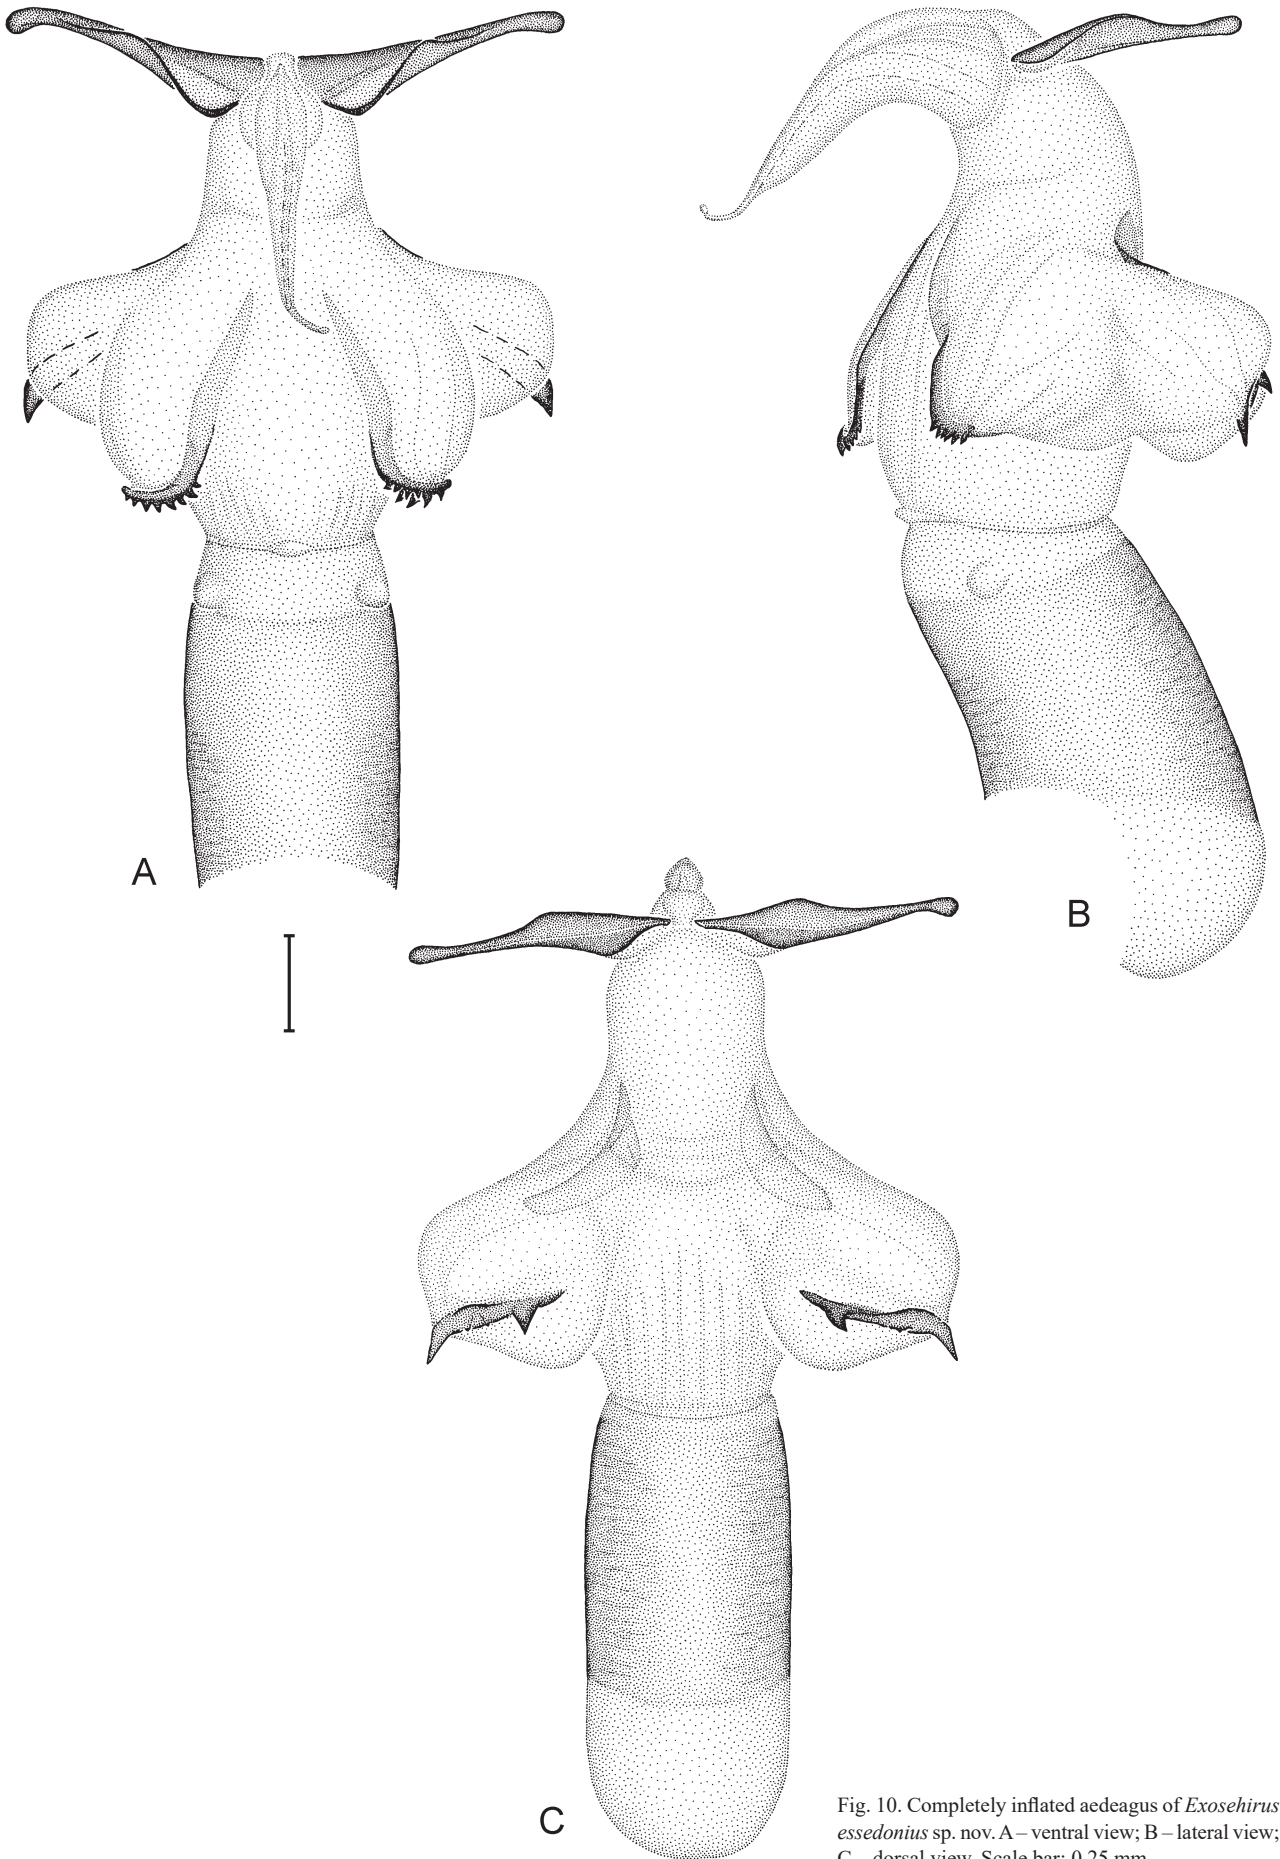 A
B
C
Fig. 10. Completely inflated aedeagus of Exosehirus
essedonius sp. nov. A – ventral view; B – lateral view;
C – dorsal view. Scale bar: 0.25 mm.